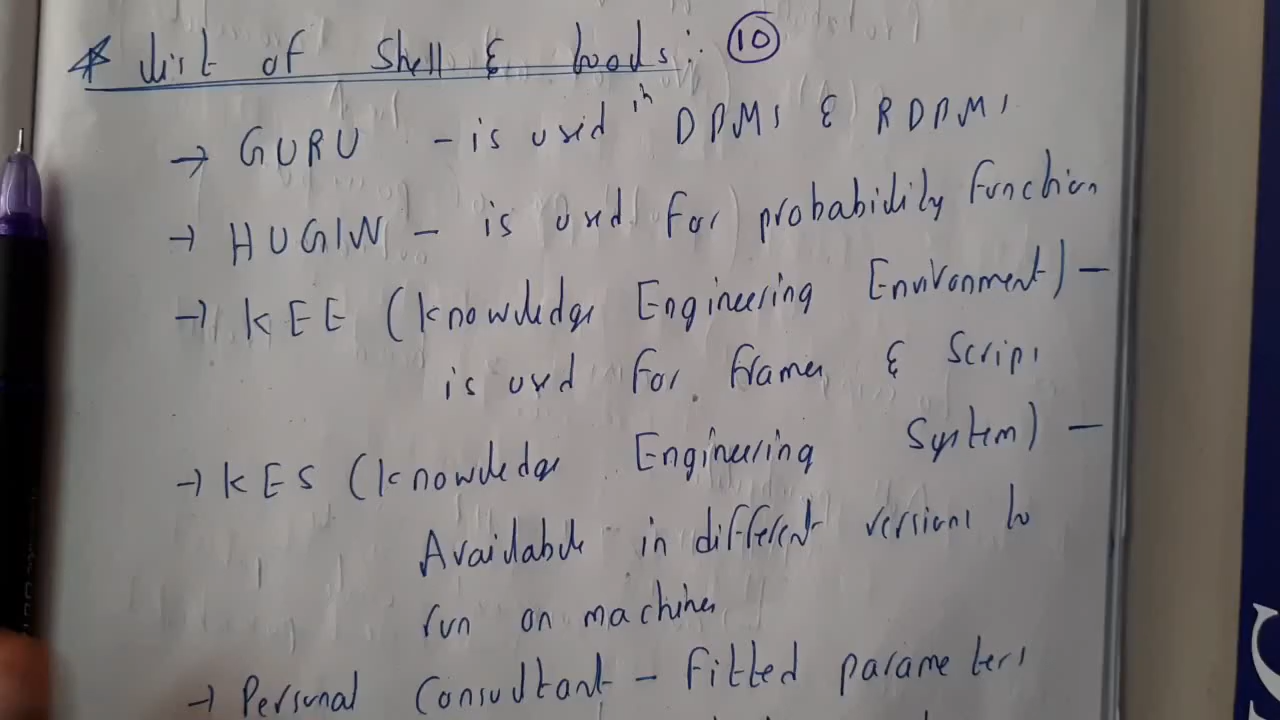 * List of Shell & tools: 10
→ GURU - is used in DBMS & RDBMS
→ HUGIN - is used for probability function
→ KEE (Knowledge Engineering Environment) -
is used for frames & Scrips
→ KES (Knowledge Engineering System) -
Available in different versions to
run on machines
→ Personal Consultant - Fitted parameters